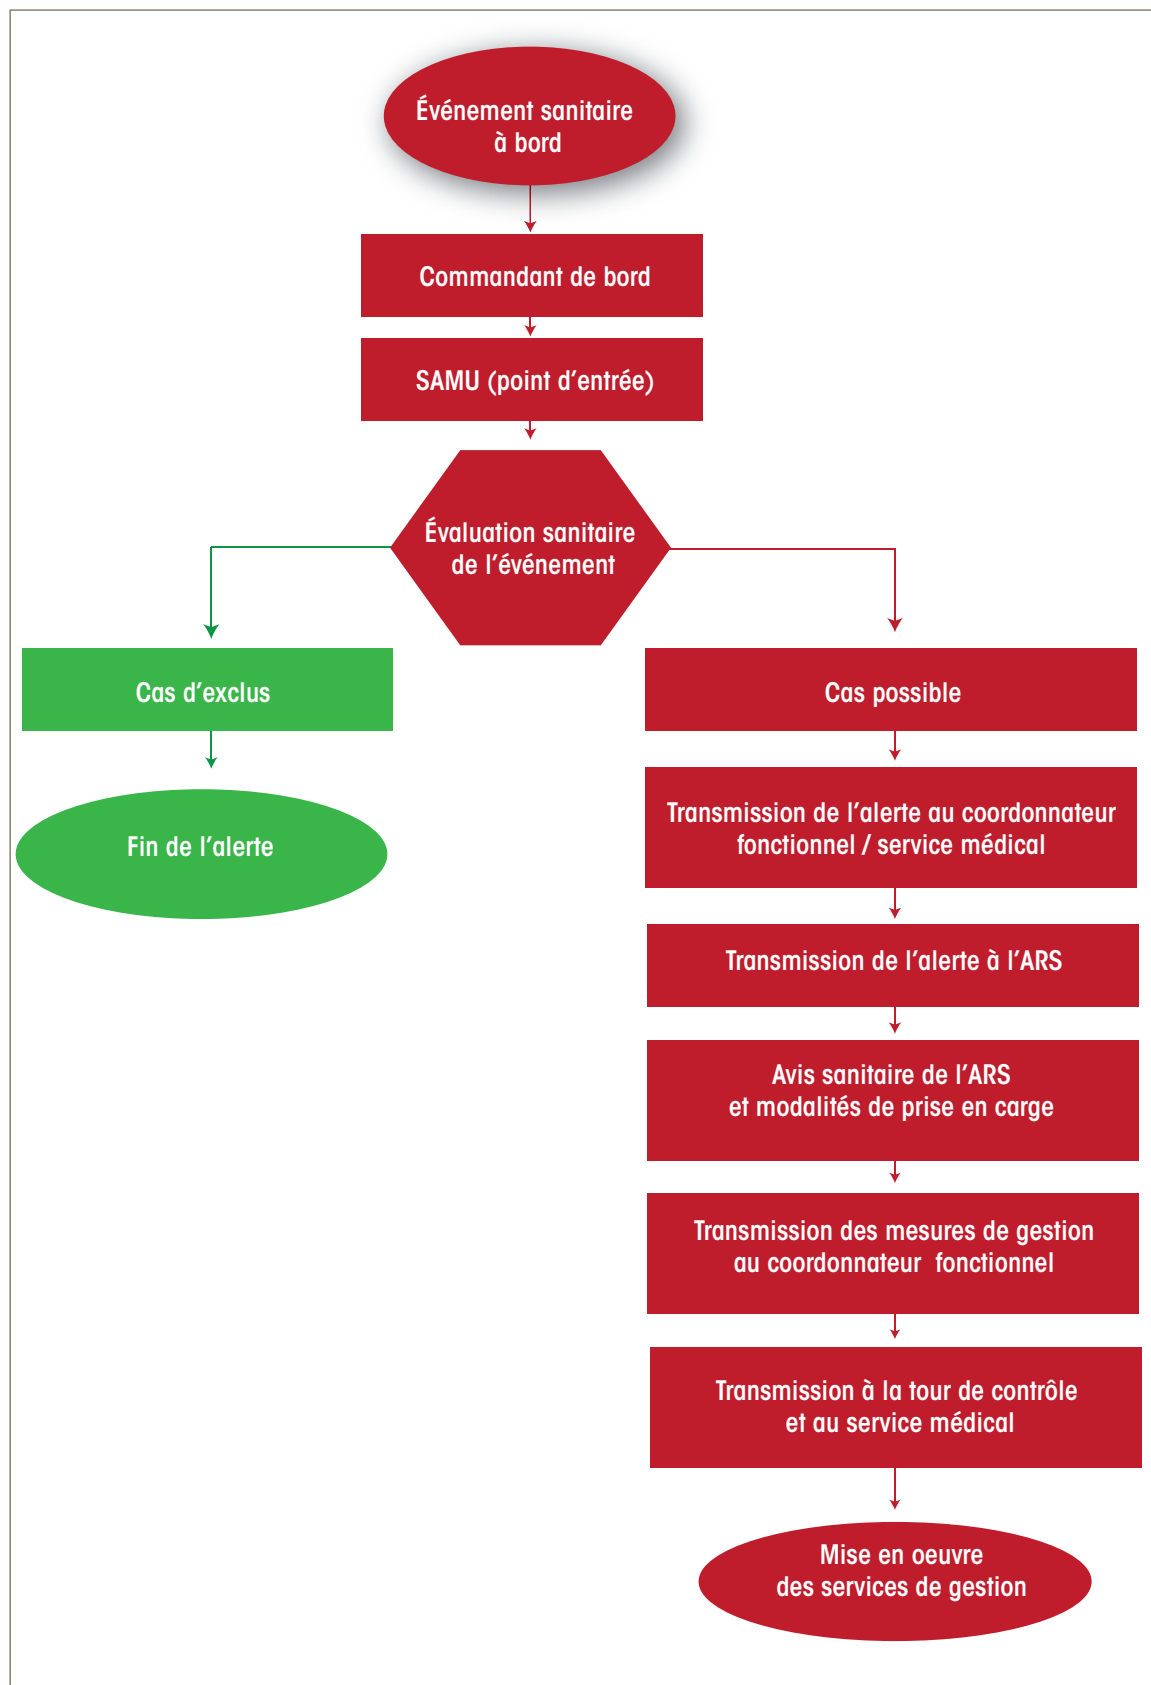 Événement sanitaire
à bord
Commandant de bord
SAMU (point d'entrée)
Évaluation sanitaire
de l'événement
Cas d'exclus
Fin de l'alerte
Cas possible
Transmission de l'alerte au coordonnateur
fonctionnel / service médical
Transmission de l'alerte à l'ARS
Avis sanitaire de l'ARS
et modalités de prise en carge
Transmission des mesures de gestion
au coordonnateur fonctionnel
Transmission à la tour de contrôle
et au service médical
Mise en oeuvre
des services de gestion